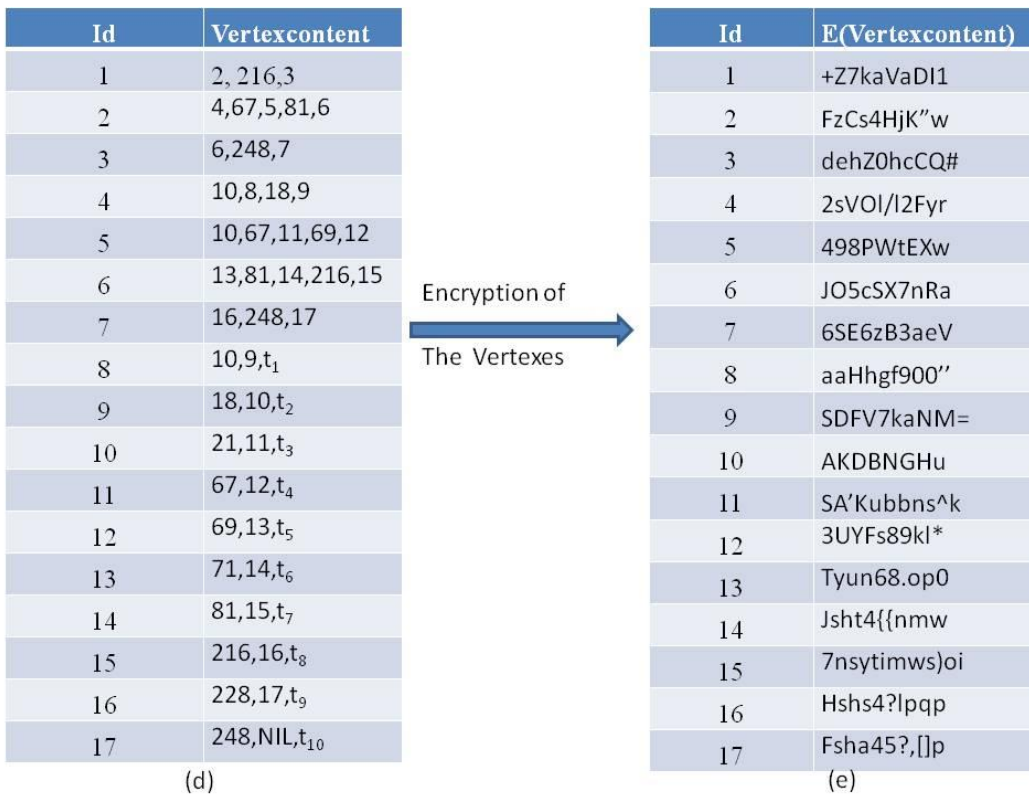 Id Vertexcontent
1 2, 216,3
2 4,67,5,81,6
3 6,248,7
4 10,8,18,9
5 10,67,11,69,12
6 13,81,14,216,15
7 16,248,17
8 10,9,t₁
9 18,10,t₂
10 21,11,t₃
11 67,12,t₄
12 69,13,t₅
13 71,14,t₆
14 81,15,t₇
15 216,16,t₈
16 228,17,t₉
17 248,NIL,t₁₀
(d)
Encryption of
The Vertexes
Id E(Vertexcontent)
1 +Z7kaVaDI1
2 FzCs4HjK”w
3 dehZ0hcCQ#
4 2sVOl/l2Fyr
5 498PWtEXw
6 JO5cSX7nRa
7 6SE6zB3aeV
8 aaHhgf900’’
9 SDFV7kaNM=
10 AKDBNGHu
11 SA’Kubbns^k
12 3UYFs89kl*
13 Tyun68.op0
14 Jsht4{{nmw
15 7nsytimws)oi
16 Hshs4?lpqp
17 Fsha45?,[]p
(e)